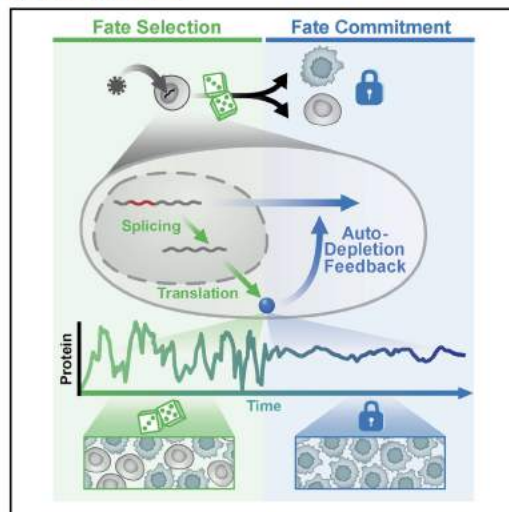 Fate Selection
Fate Commitment
Splicing
Translation
Auto-
Depletion
Feedback
Protein
Time